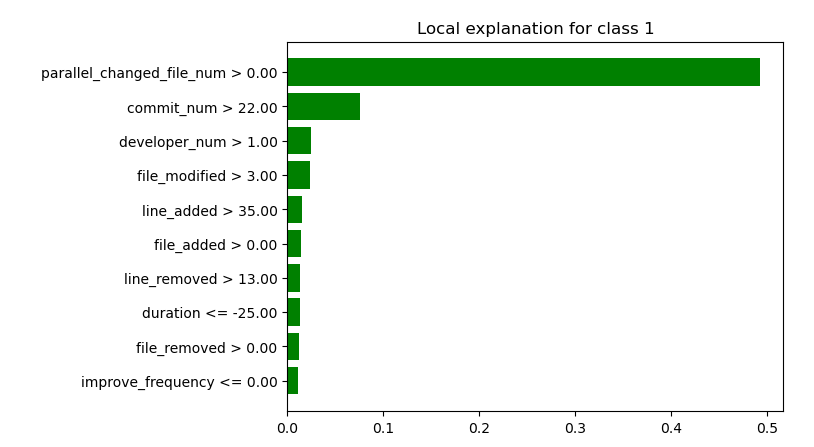 Local explanation for class 1
parallel_changed_file_num > 0.00
commit_num > 22.00
developer_num > 1.00
file_modified > 3.00
line_added > 35.00
file_added > 0.00
line_removed > 13.00
duration <= -25.00
file_removed > 0.00
improve_frequency <= 0.00
0.0 0.1 0.2 0.3 0.4 0.5